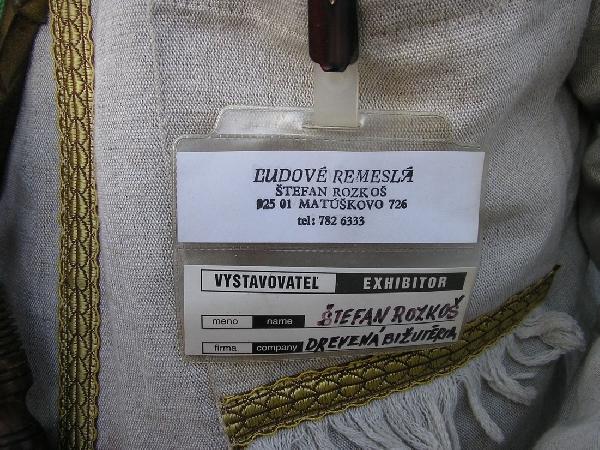 ĽUDOVÉ REMESLÁ
ŠTEFAN ROZKOŠ
925 01 MATÚŠKOVO 726
tel: 782 6333
VYSTAVOVATEĽ EXHIBITOR
meno name ŠTEFAN ROZKOŠ
firma company DREVENÁ BIŽUTÉRIA